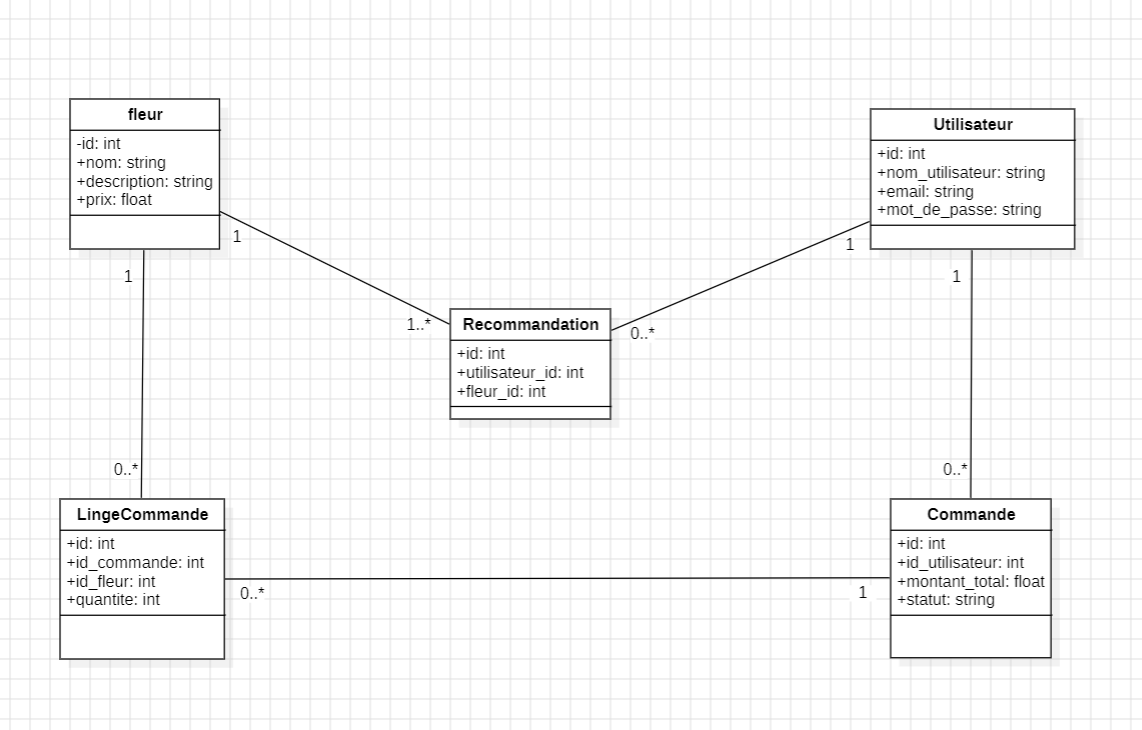 fleur
-id: int
+nom: string
+description: string
+prix: float
Utilisateur
+id: int
+nom_utilisateur: string
+email: string
+mot_de_passe: string
1
1
1
1
1..*
Recommandation
0..*
+id: int
+utilisateur_id: int
+fleur_id: int
0..*
0..*
LingeCommande
+id: int
+id_commande: int
+id_fleur: int
+quantite: int
Commande
+id: int
+id_utilisateur: int
+montant_total: float
+statut: string
0..*
1